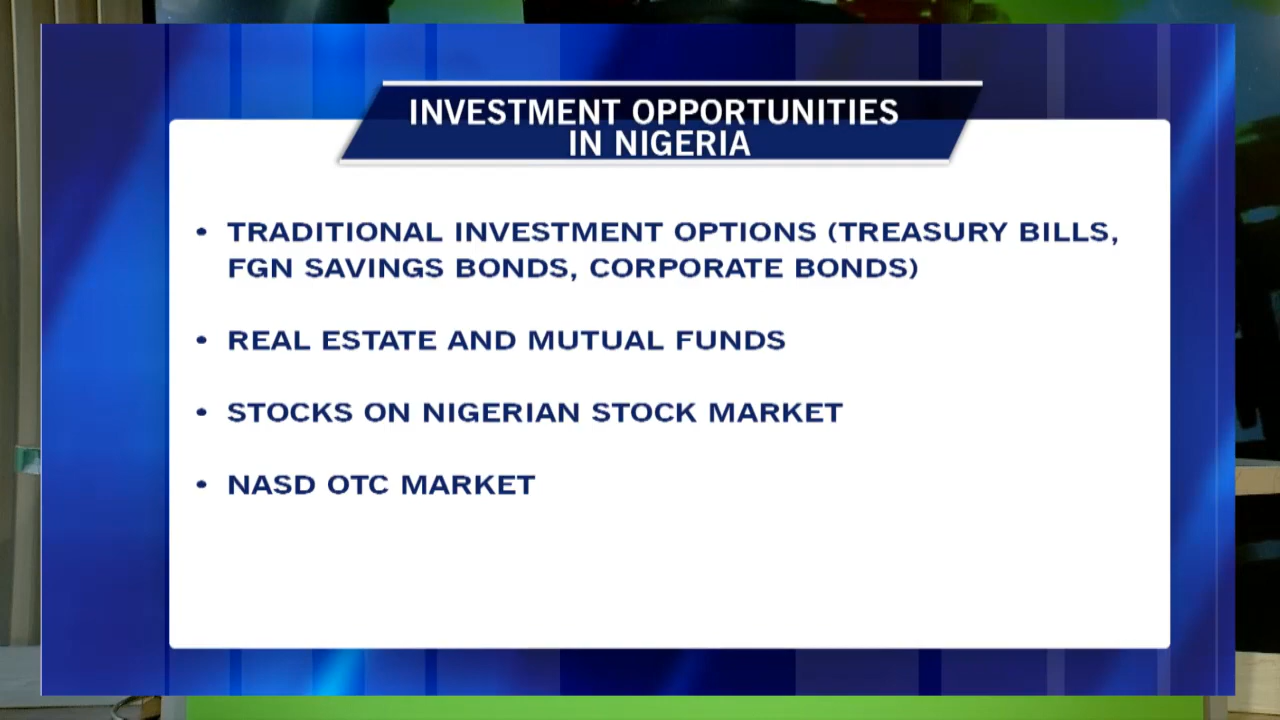 INVESTMENT OPPORTUNITIES
IN NIGERIA
• TRADITIONAL INVESTMENT OPTIONS (TREASURY BILLS,
FGN SAVINGS BONDS, CORPORATE BONDS)
• REAL ESTATE AND MUTUAL FUNDS
• STOCKS ON NIGERIAN STOCK MARKET
• NASD OTC MARKET